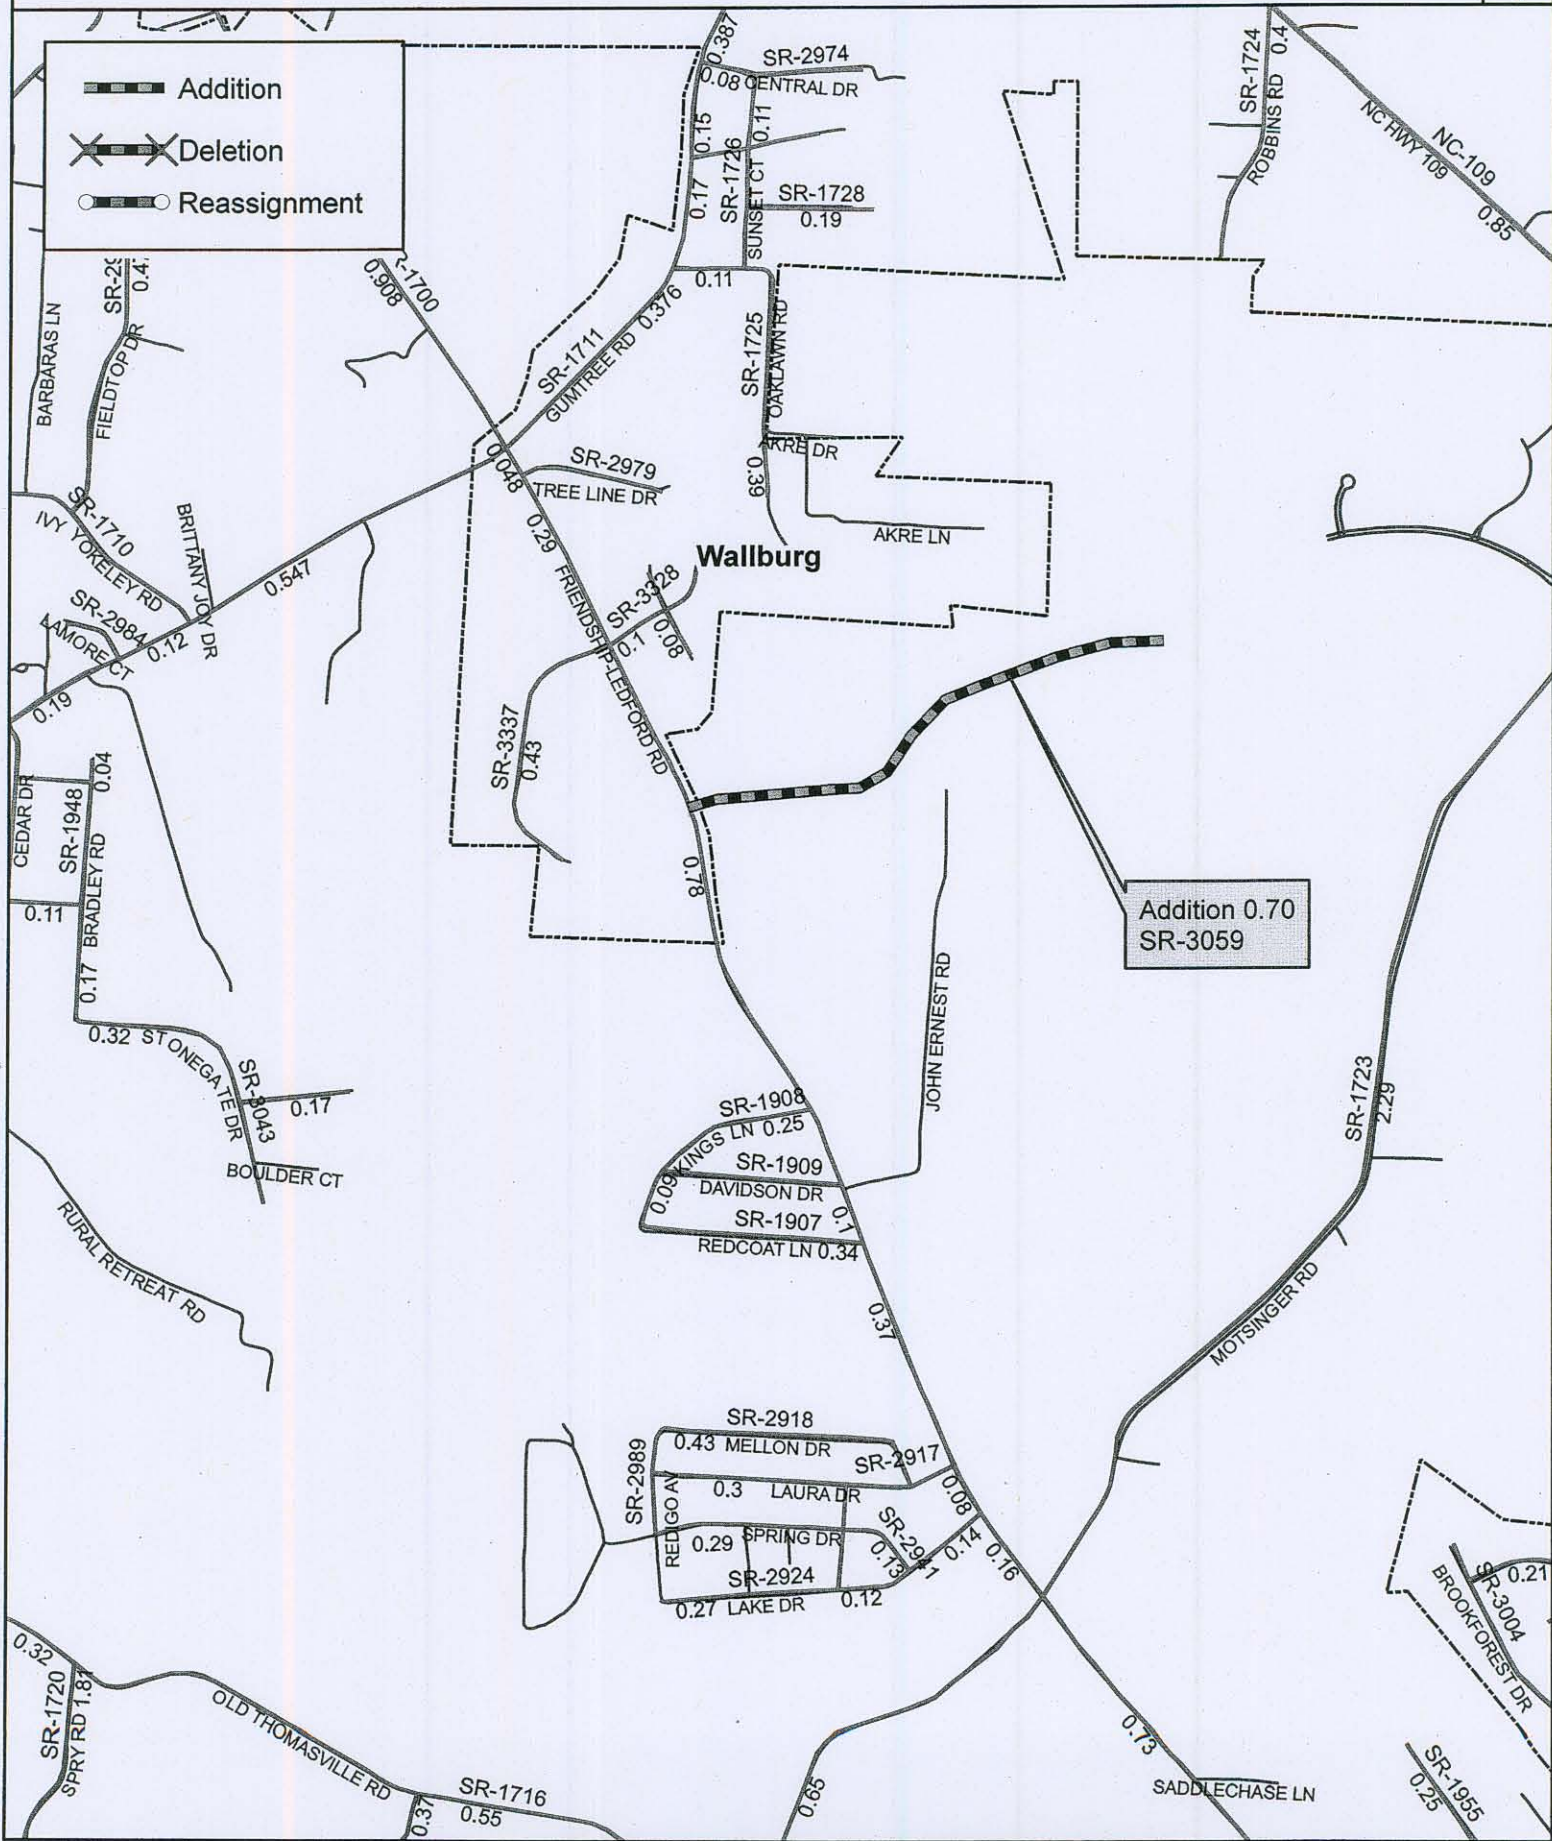 Addition
Deletion
Reassignment
0.387
SR-2974
0.08
CENTRAL DR
0.15
0.11
SR-1726
SUNSET CT
0.17
SR-1728
0.19
SR-1724
0.4
ROBBINS RD
NC HWY 109
NC-109
0.85
BARBARAS LN
FIELDTOP DR
0.908
R-1700
0.11
0.376
SR-1711
GUMTREE RD
SR-1725
OAKLAWN RD
AKRE DR
0.39
AKRE LN
0.048
SR-2979
TREE LINE DR
0.29
FRIENDSHIP-LEDFORD RD
Wallburg
SR-3328
0.1
0.08
SR-1710
IVY YOKELEY RD
BRITTANY JOY DR
0.547
SR-2984
LAMORE CT
0.12
0.19
SR-3337
0.43
CEDAR DR
SR-1948
0.04
BRADLEY RD
0.11
0.17
0.78
Addition 0.70
SR-3059
JOHN ERNEST RD
0.32
STONEGATE DR
SR-3043
0.17
BOULDER CT
RURAL RETREAT RD
SR-1908
KINGS LN 0.25
SR-1909
DAVIDSON DR
0.09
SR-1907
0.1
REDCOAT LN 0.34
0.37
SR-1723
2.29
MOTSINGER RD
SR-2918
0.43 MELLON DR
SR-2917
SR-2989
REDIGO AV
0.3
LAURA DR
0.08
0.29
SPRING DR
SR-2941
0.13
0.14
0.16
SR-2924
0.27 LAKE DR
0.12
SR-3004
0.21
BROOKFOREST DR
0.32
SR-1720
SPRY RD 1.81
OLD THOMASVILLE RD
0.37
SR-1716
0.55
0.65
0.73
SADDLECHASE LN
SR-1955
0.25